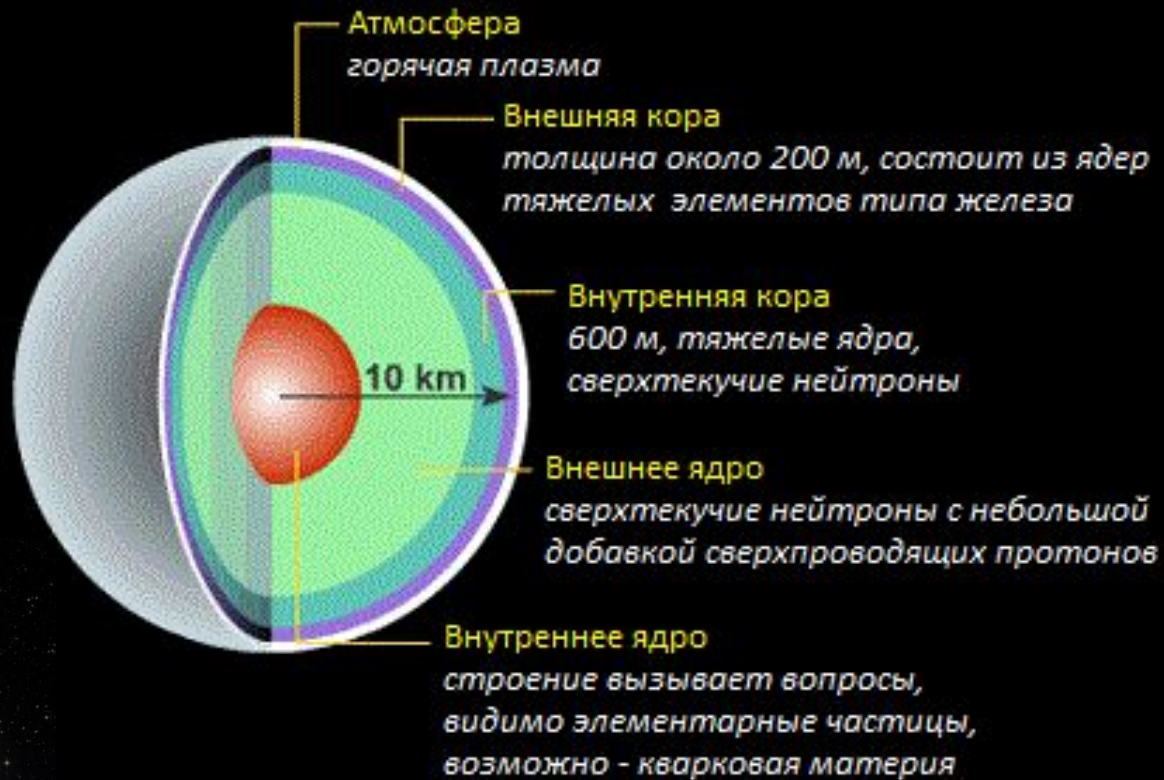 Атмосфера
горячая плазма
Внешняя кора
толщина около 200 м, состоит из ядер
тяжелых элементов типа железа
Внутренняя кора
600 м, тяжелые ядра,
сверхтекучие нейтроны
10 km
Внешнее ядро
сверхтекучие нейтроны с небольшой
добавкой сверхпроводящих протонов
Внутреннее ядро
строение вызывает вопросы,
видимо элементарные частицы,
возможно - кварковая материя